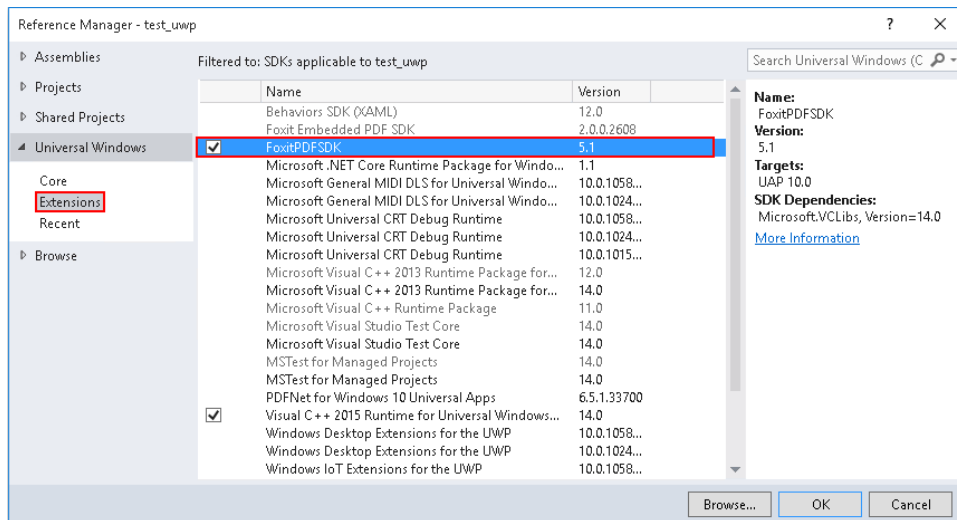 Reference Manager - test_uwp
? ×
Assemblies
Projects
Shared Projects
Universal Windows
Core
Extensions
Recent
Browse
Filtered to: SDKs applicable to test_uwp
Name Version
Behaviors SDK (XAML) 12.0
Foxit Embedded PDF SDK 2.0.0.2608
FoxitPDFSDK 5.1
Microsoft .NET Core Runtime Package for Windo... 1.1
Microsoft General MIDI DLS for Universal Windo... 10.0.1058...
Microsoft General MIDI DLS for Universal Windo... 10.0.1024...
Microsoft Universal CRT Debug Runtime 10.0.1058...
Microsoft Universal CRT Debug Runtime 10.0.1024...
Microsoft Universal CRT Debug Runtime 10.0.1015...
Microsoft Visual C++ 2013 Runtime Package for... 12.0
Microsoft Visual C++ 2013 Runtime Package for... 14.0
Microsoft Visual C++ Runtime Package 11.0
Microsoft Visual Studio Test Core 14.0
Microsoft Visual Studio Test Core 14.0
MSTest for Managed Projects 14.0
MSTest for Managed Projects 14.0
PDFNet for Windows 10 Universal Apps 6.5.1.33700
Visual C++ 2015 Runtime for Universal Windows... 14.0
Windows Desktop Extensions for the UWP 10.0.1058...
Windows Desktop Extensions for the UWP 10.0.1024...
Windows IoT Extensions for the UWP 10.0.1058...
Search Universal Windows (C
Name:
FoxitPDFSDK
Version:
5.1
Targets:
UAP 10.0
SDK Dependencies:
Microsoft.VCLibs, Version=14.0
More Information
Browse... OK Cancel